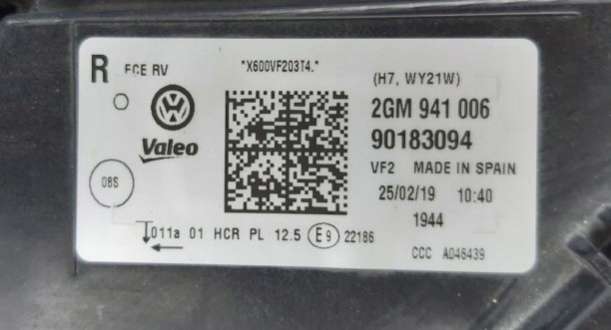 R ECE RV *X600VF203T4.*
(H7, WY21W)
2GM 941 006
Valeo 90183094
VF2 MADE IN SPAIN
08S 25/02/19 10:40
1944
011a 01 HCR PL 12.5 E9 22186
CCC A046439